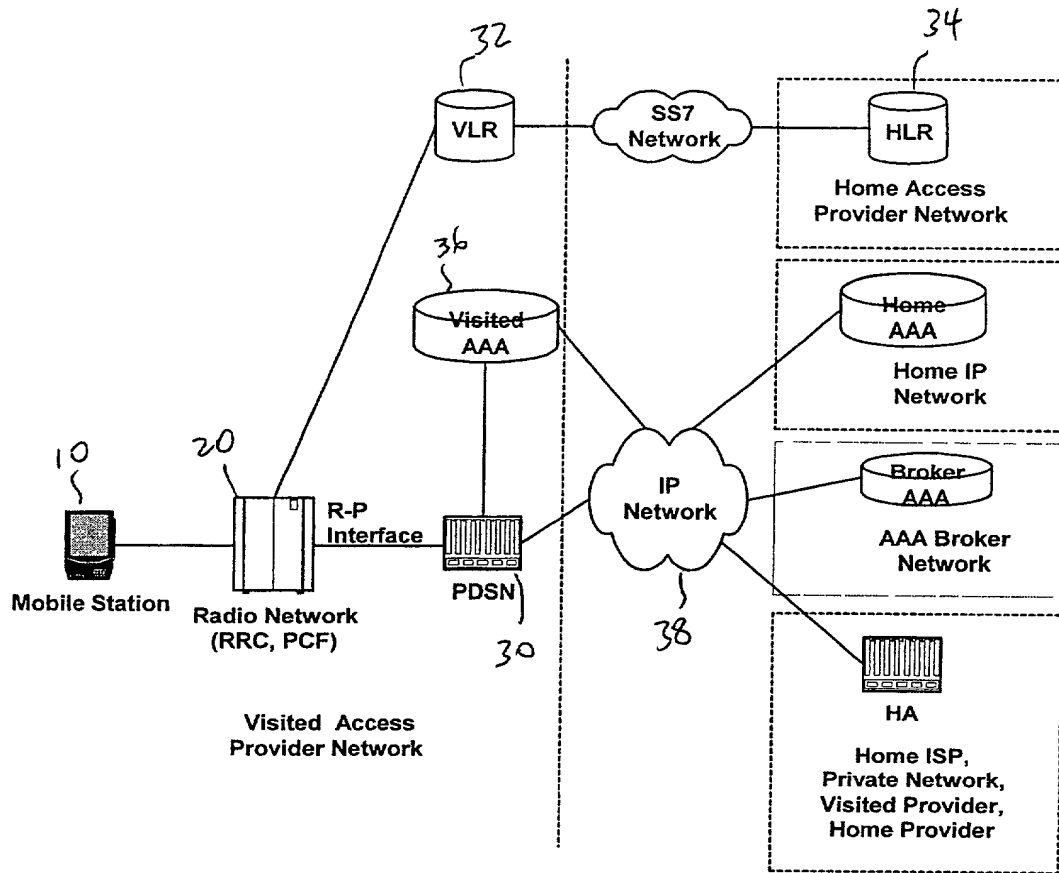 32
34
VLR
SS7
Network
HLR
Home Access
Provider Network
36
Visited
AAA
Home
AAA
Home IP
Network
10
20
R-P
Interface
IP
Network
Broker
AAA
AAA Broker
Network
Mobile Station
Radio Network
(RRC, PCF)
PDSN
30
38
HA
Visited Access
Provider Network
Home ISP,
Private Network,
Visited Provider,
Home Provider